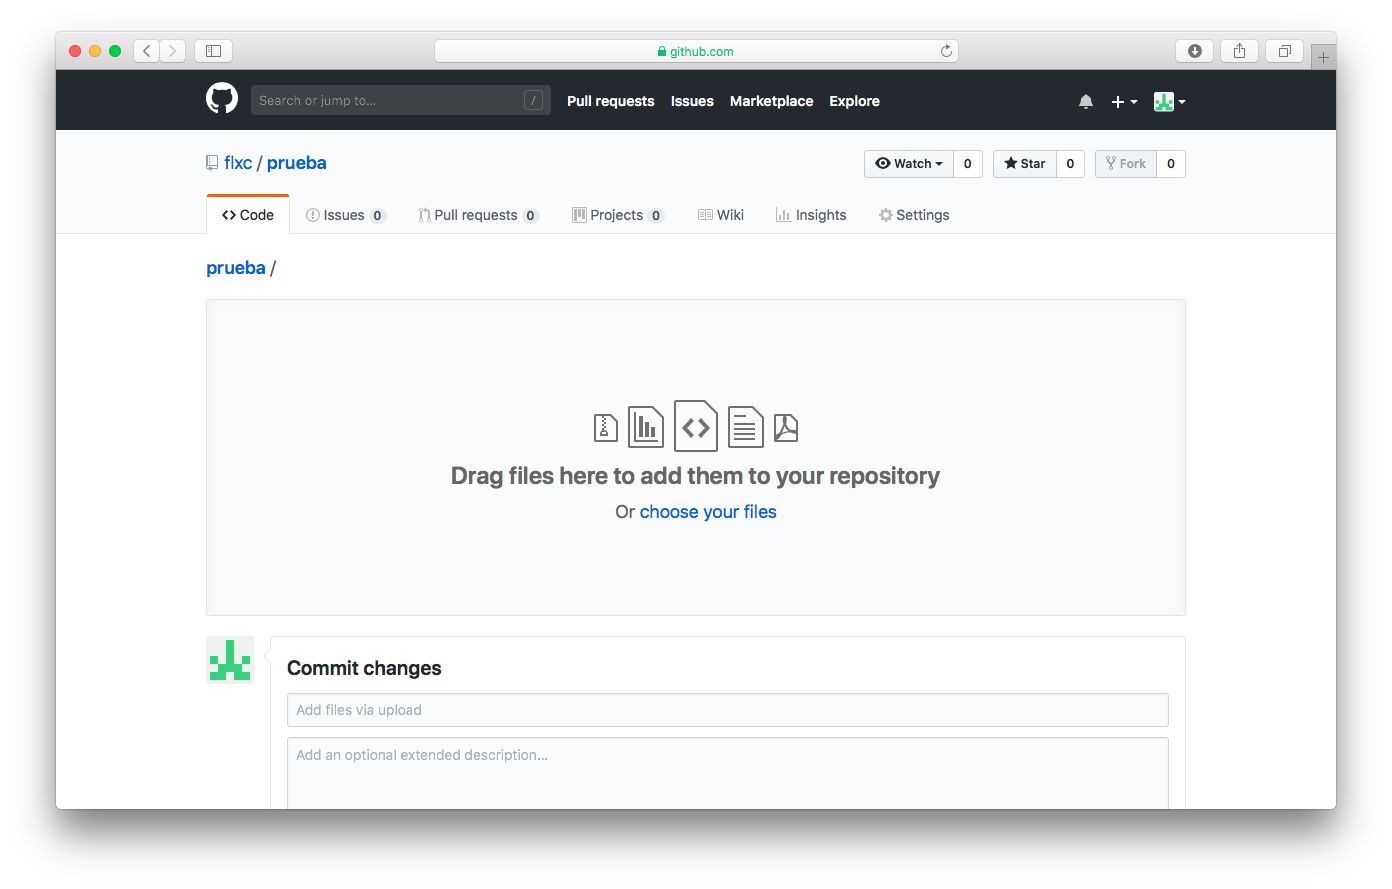 github.com
Search or jump to... /
Pull requests Issues Marketplace Explore
flxc / prueba
Watch 0 Star 0 Fork 0
Code Issues 0 Pull requests 0 Projects 0 Wiki Insights Settings
prueba /
Drag files here to add them to your repository
Or choose your files
Commit changes
Add files via upload
Add an optional extended description...